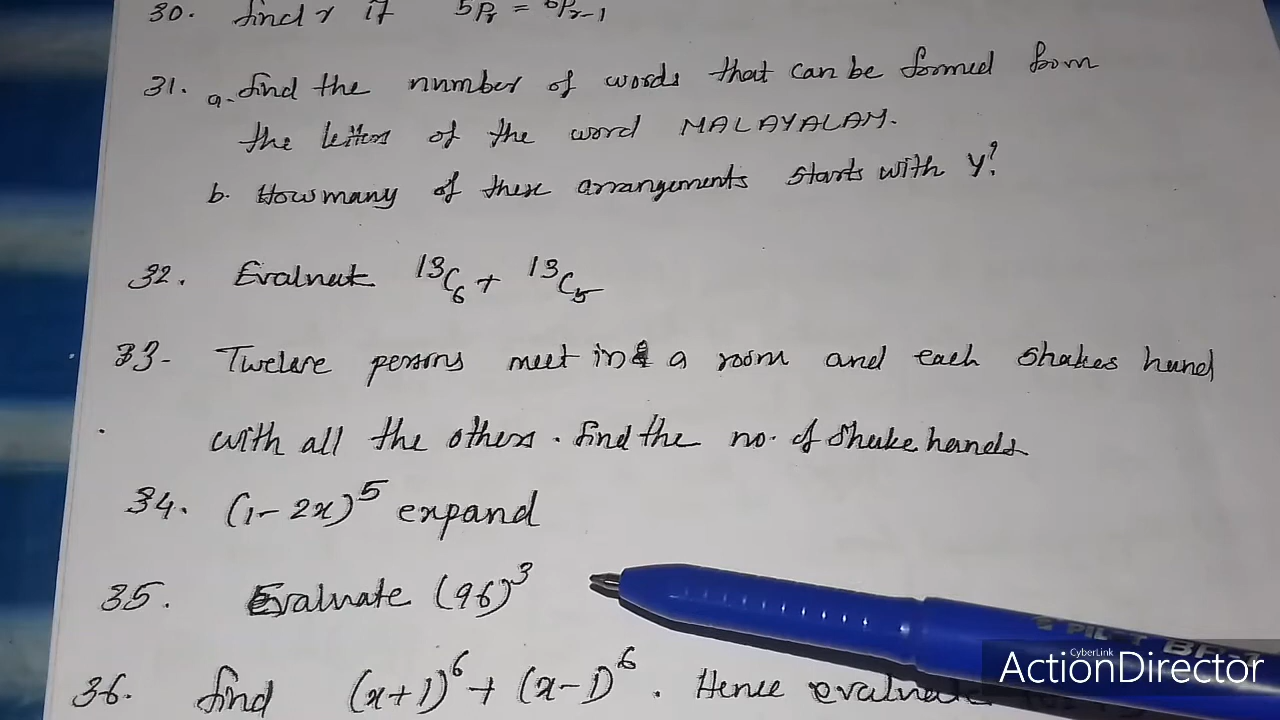 30. find r if 5Pr = 6Pr-1
31. a. find the number of words that can be formed from
the letters of the word MALAYALAM.
b. How many of these arrangements starts with Y?
32. Evaluate ¹³C₆ + ¹³C₅
33- Twelve persons meet in a room and each shakes hand
with all the others. find the no. of shake hands
34. (1-2x)⁵ expand
35. Evaluate (96)³
36. find (x+1)⁶ + (x-1)⁶. Hence evaluate
PILOT
CyberLink
ActionDirector